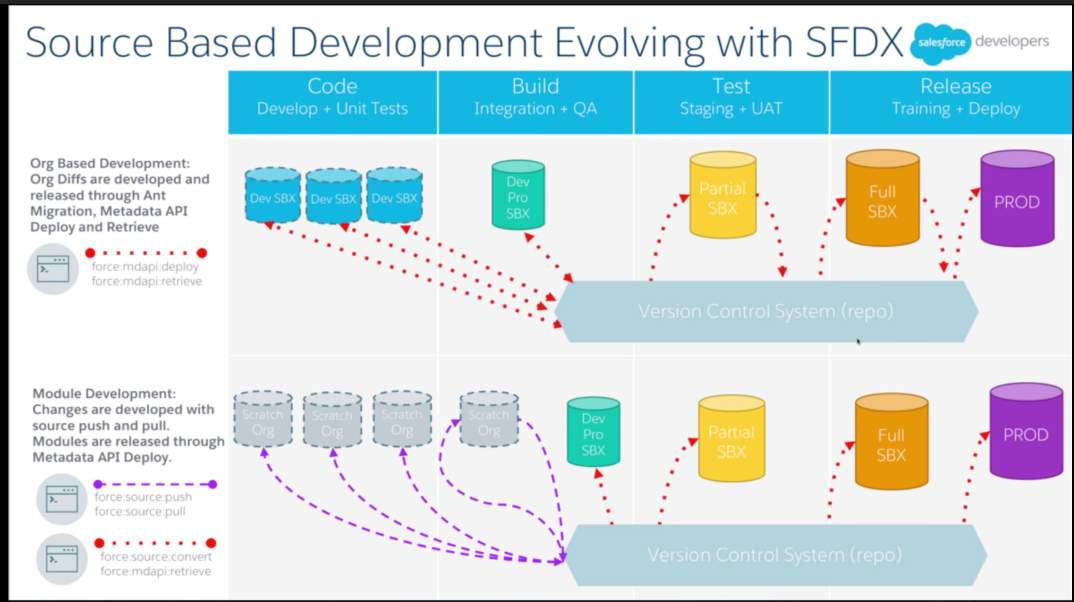 Source Based Development Evolving with SFDX
salesforce developers
Code
Develop + Unit Tests
Build
Integration + QA
Test
Staging + UAT
Release
Training + Deploy
Org Based Development:
Org Diffs are developed and
released through Ant
Migration, Metadata API
Deploy and Retrieve
force:mdapi:deploy
force:mdapi:retrieve
Dev SBX
Dev SBX
Dev SBX
Dev
Pro
SBX
Partial
SBX
Full
SBX
PROD
Version Control System (repo)
Module Development:
Changes are developed with
source push and pull.
Modules are released through
Metadata API Deploy.
force:source:push
force:source:pull
force:source:convert
force:mdapi:retrieve
Scratch
Org
Scratch
Org
Scratch
Org
Scratch
Org
Dev
Pro
SBX
Partial
SBX
Full
SBX
PROD
Version Control System (repo)